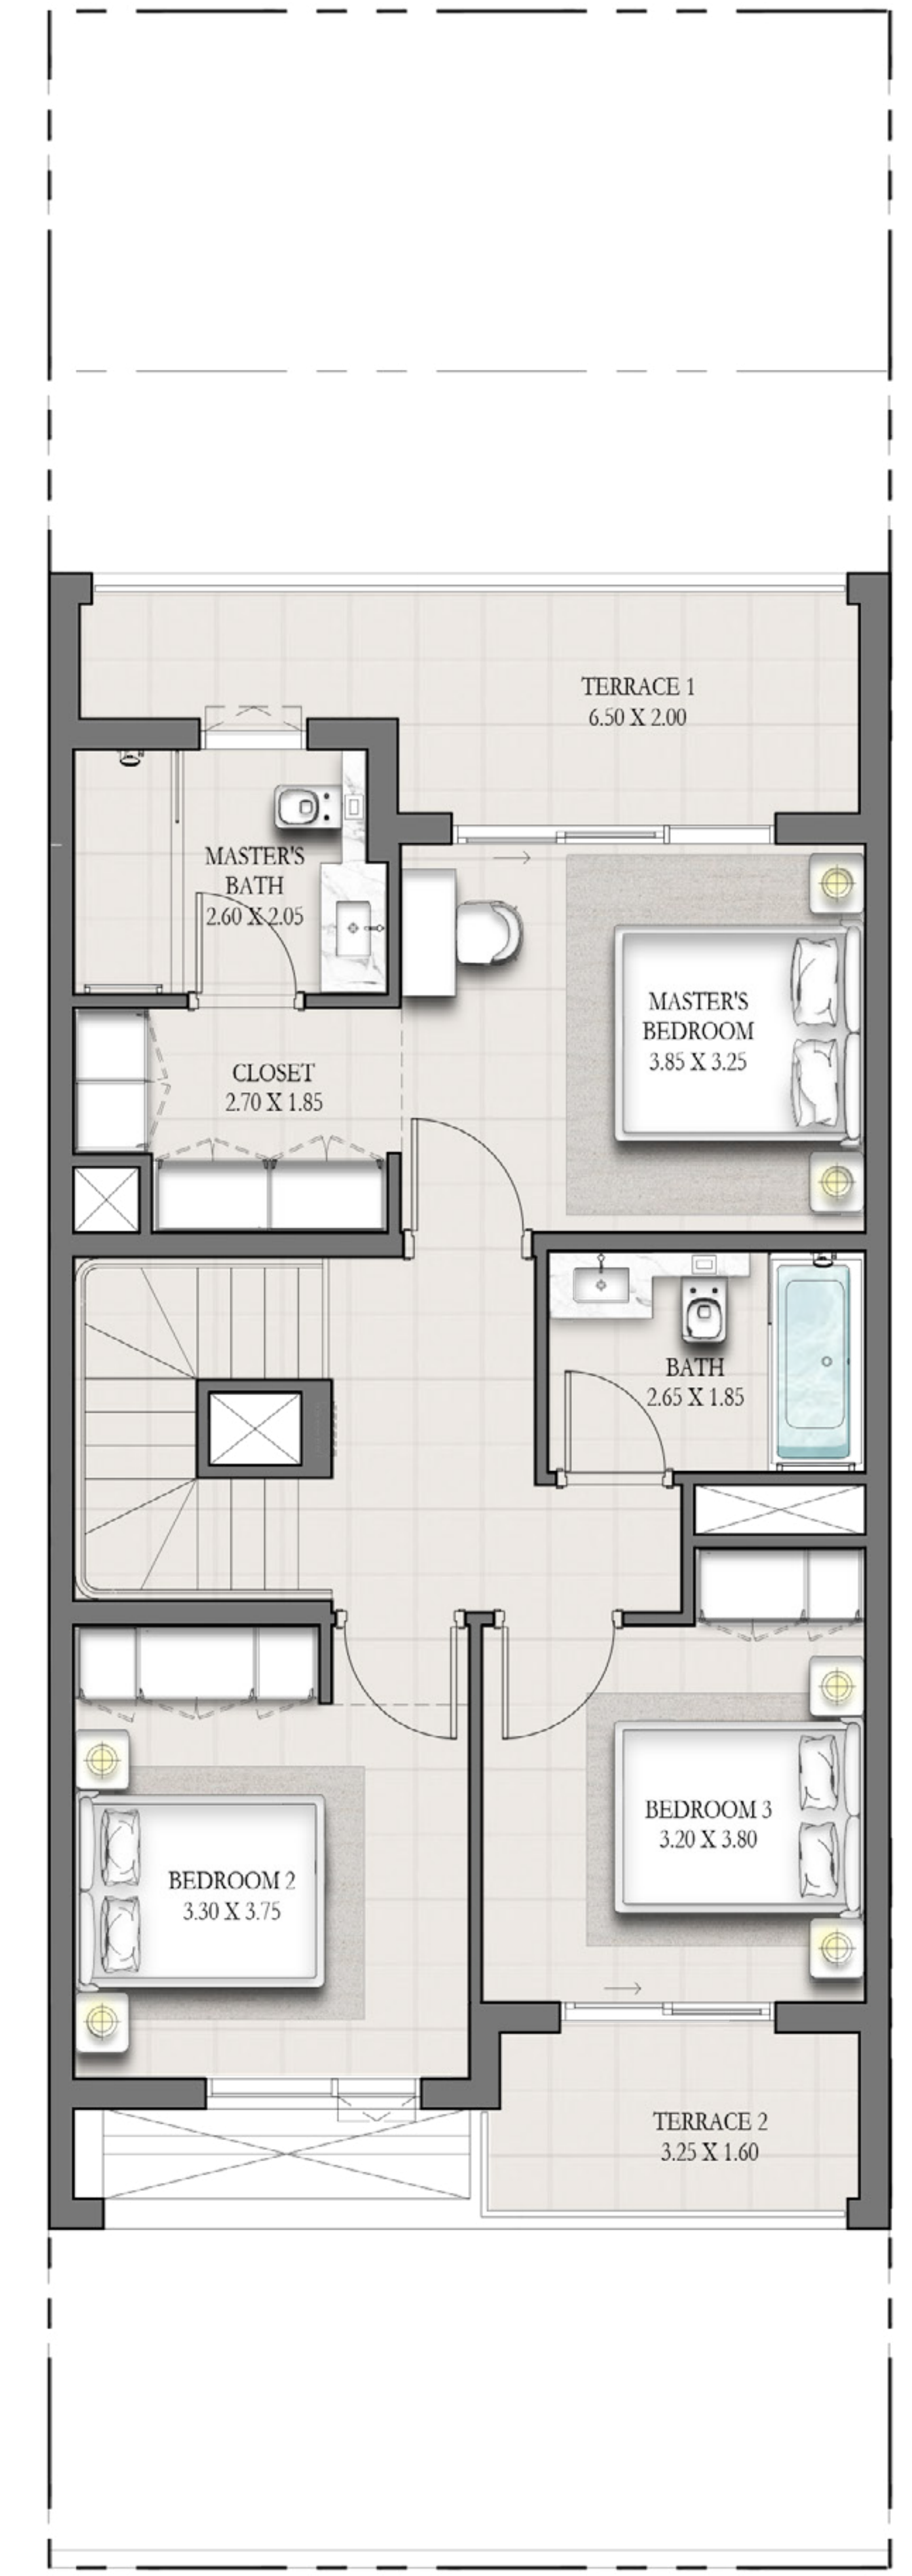 TERRACE 1
6.50 X 2.00
MASTER'S
BATH
2.60 X 2.05
MASTER'S
BEDROOM
3.85 X 3.25
CLOSET
2.70 X 1.85
BATH
2.65 X 1.85
BEDROOM 3
3.20 X 3.80
BEDROOM 2
3.30 X 3.75
TERRACE 2
3.25 X 1.60